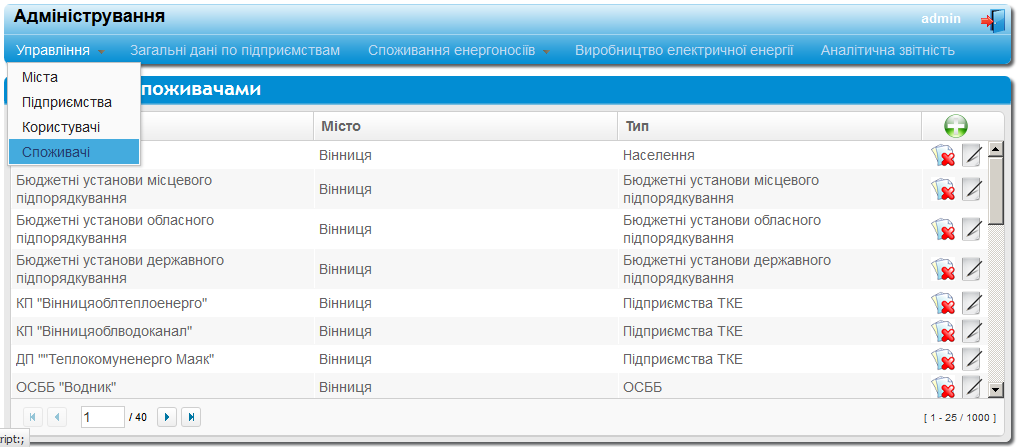 Адміністрування
admin
Управління Загальні дані по підприємствам Споживання енергоносіїв Виробництво електричної енергії Аналітична звітність
Міста
Підприємства
Користувачі
Споживачі
поживачами
Місто Тип
Вінниця Населення
Бюджетні установи місцевого підпорядкування Вінниця Бюджетні установи місцевого підпорядкування
Бюджетні установи обласного підпорядкування Вінниця Бюджетні установи обласного підпорядкування
Бюджетні установи державного підпорядкування Вінниця Бюджетні установи державного підпорядкування
КП "Вінницяоблтеплоенерго" Вінниця Підприємства ТКЕ
КП "Вінницяоблводоканал" Вінниця Підприємства ТКЕ
ДП ""Теплокомуненерго Маяк" Вінниця Підприємства ТКЕ
ОСББ "Водник" Вінниця ОСББ
1 / 40 [ 1 - 25 / 1000 ]
ript:;